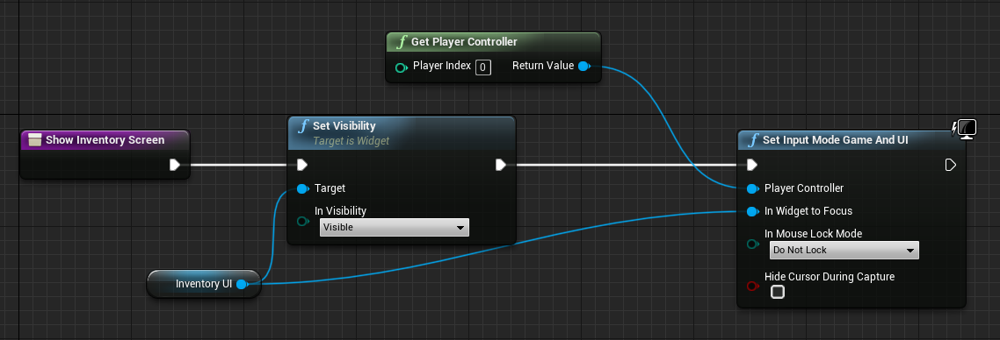 Get Player Controller
Player Index 0 Return Value
Show Inventory Screen
Set Visibility
Target is Widget
Target
In Visibility
Visible
Inventory UI
Set Input Mode Game And UI
Player Controller
In Widget to Focus
In Mouse Lock Mode
Do Not Lock
Hide Cursor During Capture